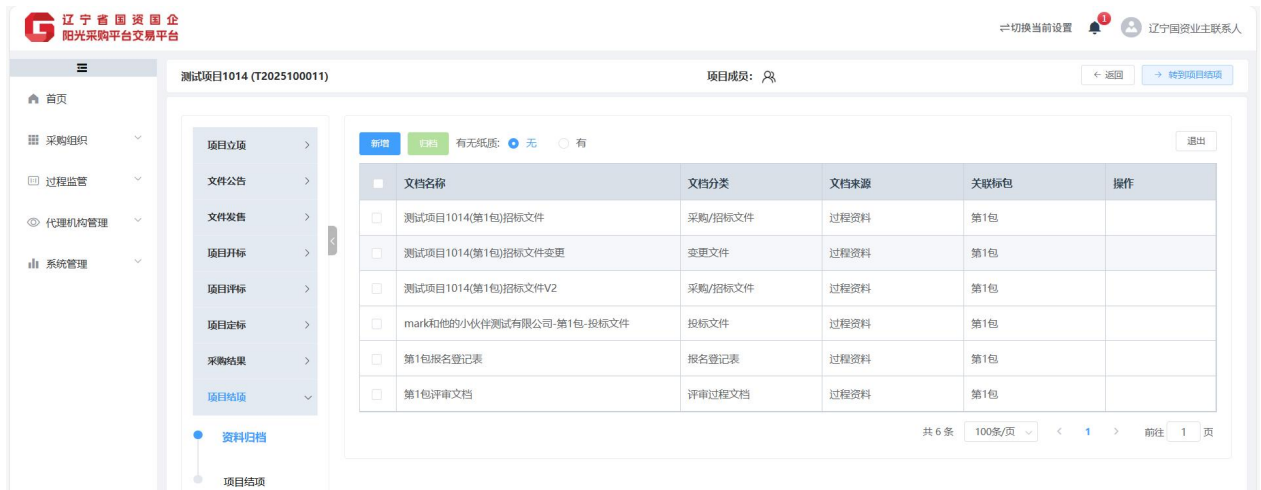 辽宁省国资国企
阳光采购平台交易平台
切换当前设置
1
辽宁国资业主联系人
测试项目1014 (T2025100011)
项目成员:
← 返回
→ 转到项目结项
首页
采购组织
过程监管
代理机构管理
系统管理
项目立项
文件公告
文件发售
项目开标
项目评标
项目定标
采购结果
项目结项
资料归档
项目结项
新增 归档 有无纸质: 无 有
退出
文档名称 文档分类 文档来源 关联标包 操作
测试项目1014(第1包)招标文件 采购/招标文件 过程资料 第1包
测试项目1014(第1包)招标文件变更 变更文件 过程资料 第1包
测试项目1014(第1包)招标文件V2 采购/招标文件 过程资料 第1包
mark和他的小伙伴测试有限公司-第1包-投标文件 投标文件 过程资料 第1包
第1包报名登记表 报名登记表 过程资料 第1包
第1包评审文档 评审过程文档 过程资料 第1包
共 6 条 100条/页 < 1 > 前往 1 页